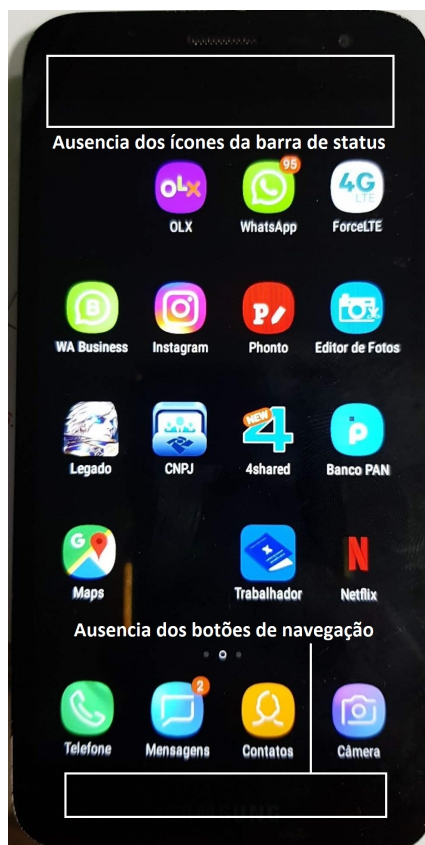 Ausencia dos ícones da barra de status
95
OLX
4G
LTE
OLX WhatsApp ForceLTE
B
P
WA Business Instagram Phonto Editor de Fotos
NEW
4
P
Legado CNPJ 4shared Banco PAN
G
N
Maps Trabalhador Netflix
Ausencia dos botões de navegação
2
Telefone Mensagens Contatos Câmera
SAMSUNG